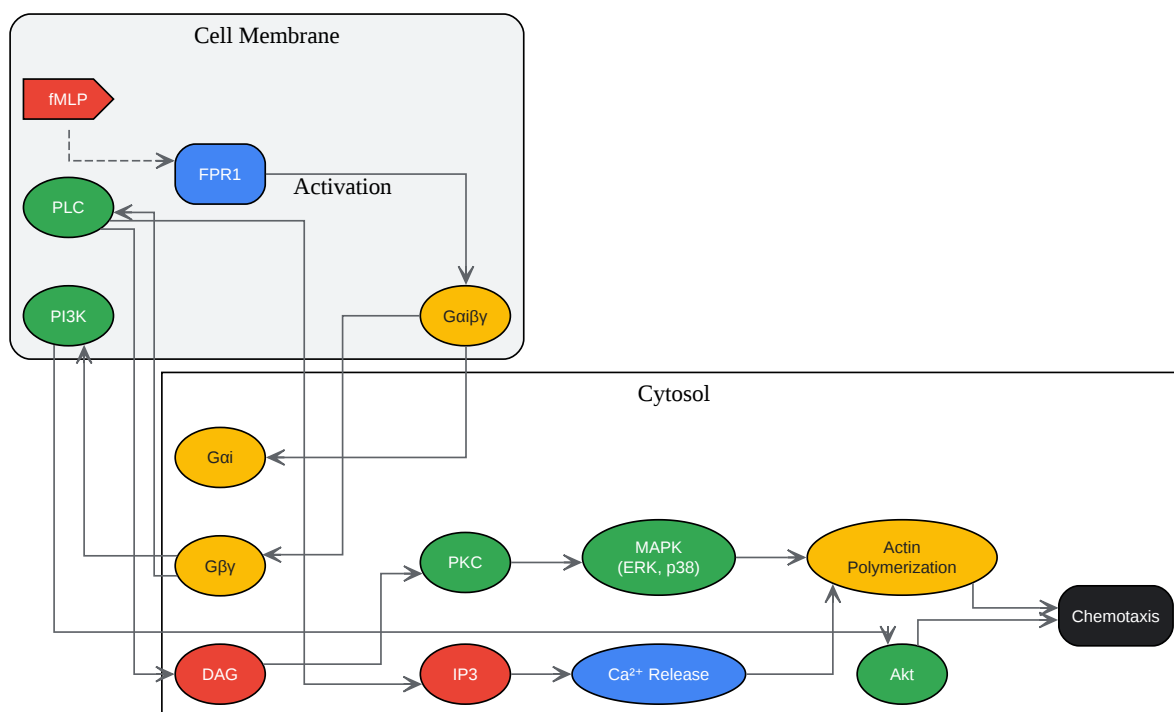 Cell Membrane
fMLP
FPR1
Activation
PLC
PI3K
Gαiβγ
Cytosol
Gαi
Gβγ
PKC
MAPK
(ERK, p38)
Actin
Polymerization
Chemotaxis
DAG
IP3
Ca²⁺ Release
Akt